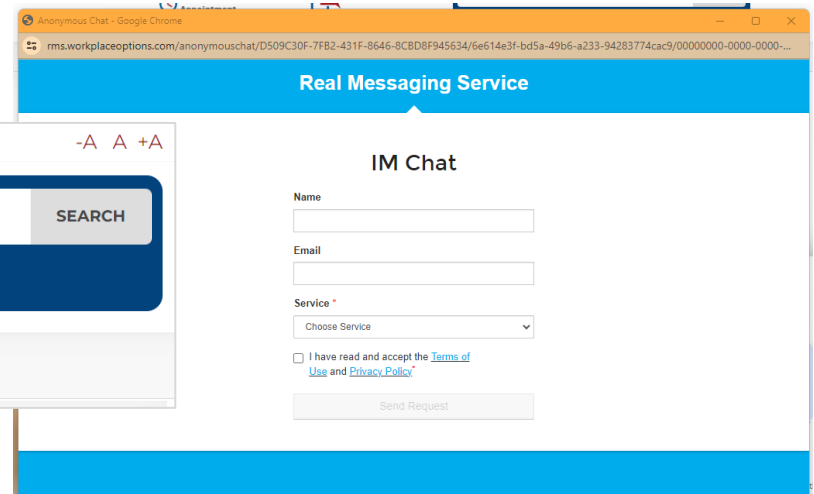 Appointment
Anonymous Chat - Google Chrome
rms.workplaceoptions.com/anonymouschat/D509C30F-7FB2-431F-8646-8CBD8F945634/6e614e3f-bd5a-49b6-a233-94283774cac9/00000000-0000-0000-...
Real Messaging Service
-A A +A
IM Chat
Name
SEARCH
Email
Service *
Choose Service
I have read and accept the Terms of
Use and Privacy Policy*
Send Request